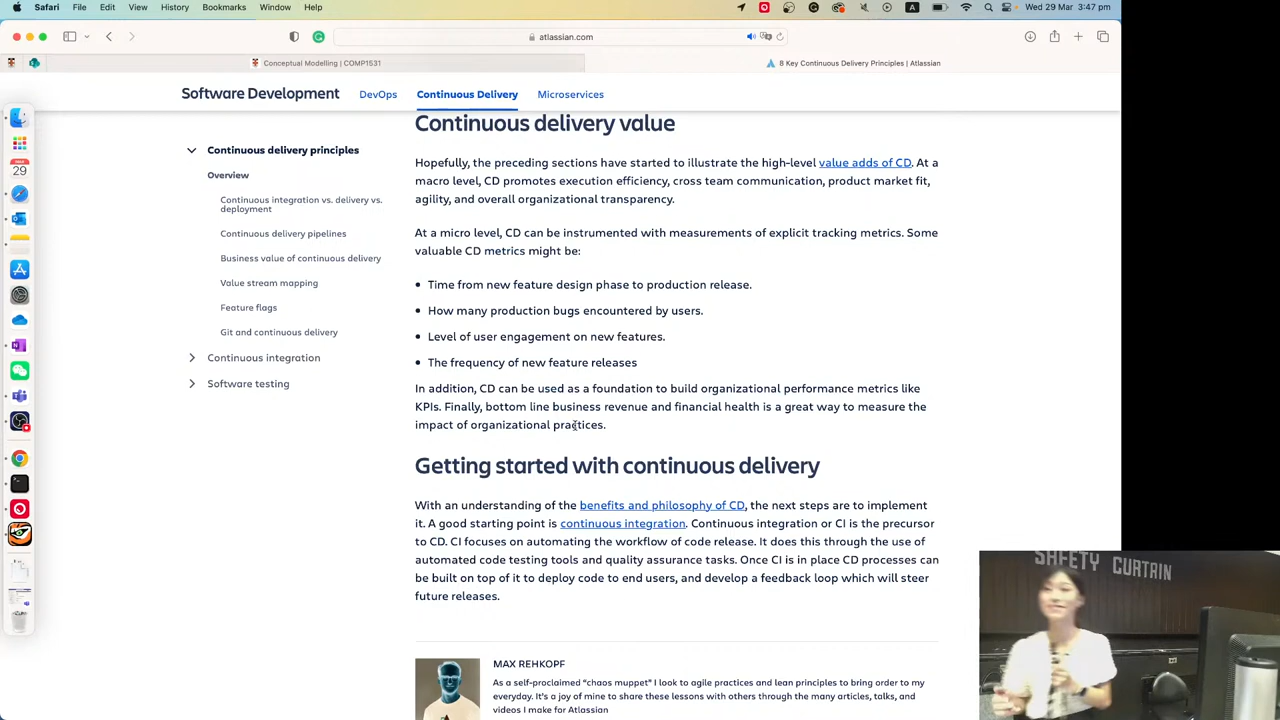 Safari File Edit View History Bookmarks Window Help
A
Wed 29 Mar 3:47 pm
atlassian.com
Conceptual Modelling | COMP1531
8 Key Continuous Delivery Principles | Atlassian
Software Development
DevOps
Continuous Delivery
Microservices
MAR
29
Continuous delivery principles
Overview
Continuous integration vs. delivery vs.
deployment
Continuous delivery pipelines
Business value of continuous delivery
Value stream mapping
Feature flags
Git and continuous delivery
Continuous integration
Software testing
Continuous delivery value
Hopefully, the preceding sections have started to illustrate the high-level value adds of CD. At a
macro level, CD promotes execution efficiency, cross team communication, product market fit,
agility, and overall organizational transparency.
At a micro level, CD can be instrumented with measurements of explicit tracking metrics. Some
valuable CD metrics might be:
• Time from new feature design phase to production release.
• How many production bugs encountered by users.
• Level of user engagement on new features.
• The frequency of new feature releases
In addition, CD can be used as a foundation to build organizational performance metrics like
KPIs. Finally, bottom line business revenue and financial health is a great way to measure the
impact of organizational practices.
Getting started with continuous delivery
With an understanding of the benefits and philosophy of CD, the next steps are to implement
it. A good starting point is continuous integration. Continuous integration or CI is the precursor
to CD. CI focuses on automating the workflow of code release. It does this through the use of
automated code testing tools and quality assurance tasks. Once CI is in place CD processes can
be built on top of it to deploy code to end users, and develop a feedback loop which will steer
future releases.
MAX REHKOPF
As a self-proclaimed “chaos muppet” I look to agile practices and lean principles to bring order to my
everyday. It's a joy of mine to share these lessons with others through the many articles, talks, and
videos I make for Atlassian
SAFETY CURTAIN